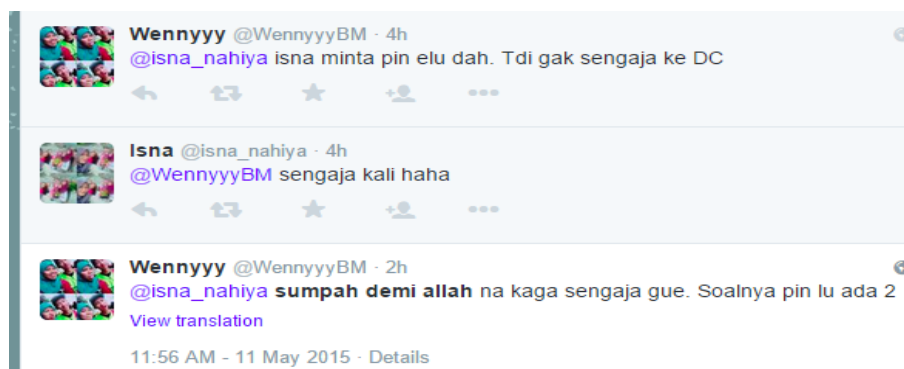 Wennyyy @WennyyyBM · 4h
@isna_nahiya isna minta pin elu dah. Tdi gak sengaja ke DC
Isna @isna_nahiya · 4h
@WennyyyBM sengaja kali haha
Wennyyy @WennyyyBM · 2h
@isna_nahiya sumpah demi allah na kaga sengaja gue. Soalnya pin lu ada 2
View translation
11:56 AM - 11 May 2015 · Details